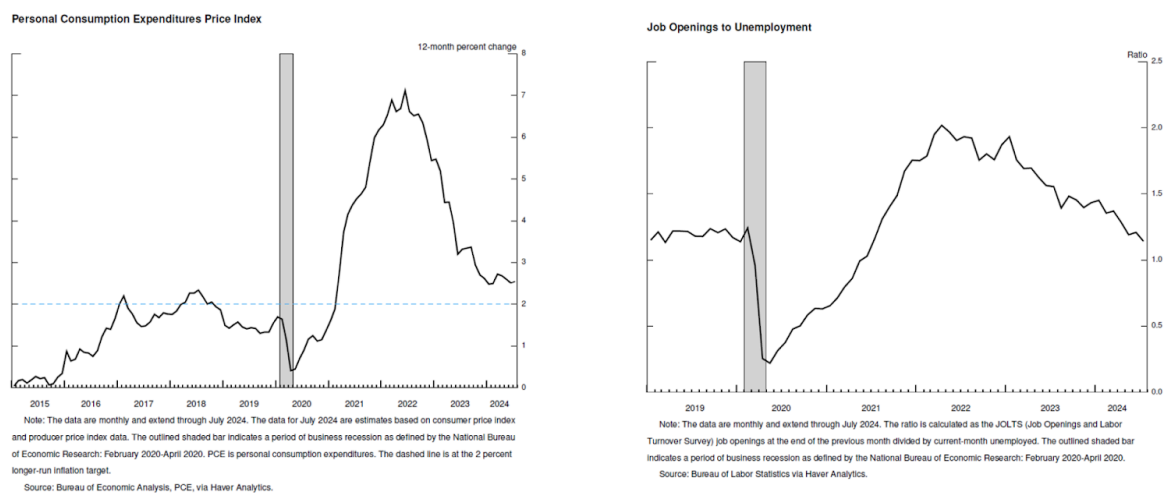 Personal Consumption Expenditures Price Index
12-month percent change
8
7
6
5
4
3
2
1
0
2015 2016 2017 2018 2019 2020 2021 2022 2023 2024
Note: The data are monthly and extend through July 2024. The data for July 2024 are estimates based on consumer price index
and producer price index data. The outlined shaded bar indicates a period of business recession as defined by the National Bureau
of Economic Research: February 2020-April 2020. PCE is personal consumption expenditures. The dashed line is at the 2 percent
longer-run inflation target.
Source: Bureau of Economic Analysis, PCE, via Haver Analytics.
Job Openings to Unemployment
Ratio
2.5
2.0
1.5
1.0
0.5
0.0
2019 2020 2021 2022 2023 2024
Note: The data are monthly and extend through July 2024. The ratio is calculated as the JOLTS (Job Openings and Labor
Turnover Survey) job openings at the end of the previous month divided by current-month unemployed. The outlined shaded bar
indicates a period of business recession as defined by the National Bureau of Economic Research: February 2020-April 2020.
Source: Bureau of Labor Statistics via Haver Analytics.